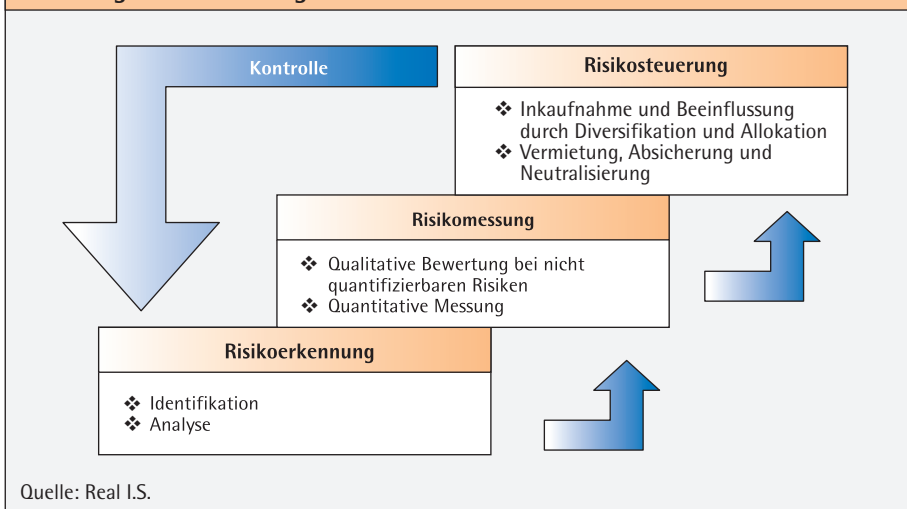 Kontrolle
Risikosteuerung
❖ Inkaufnahme und Beeinflussung
durch Diversifikation und Allokation
❖ Vermietung, Absicherung und
Neutralisierung
Risikomessung
❖ Qualitative Bewertung bei nicht
quantifizierbaren Risiken
❖ Quantitative Messung
Risikoerkennung
❖ Identifikation
❖ Analyse
Quelle: Real I.S.